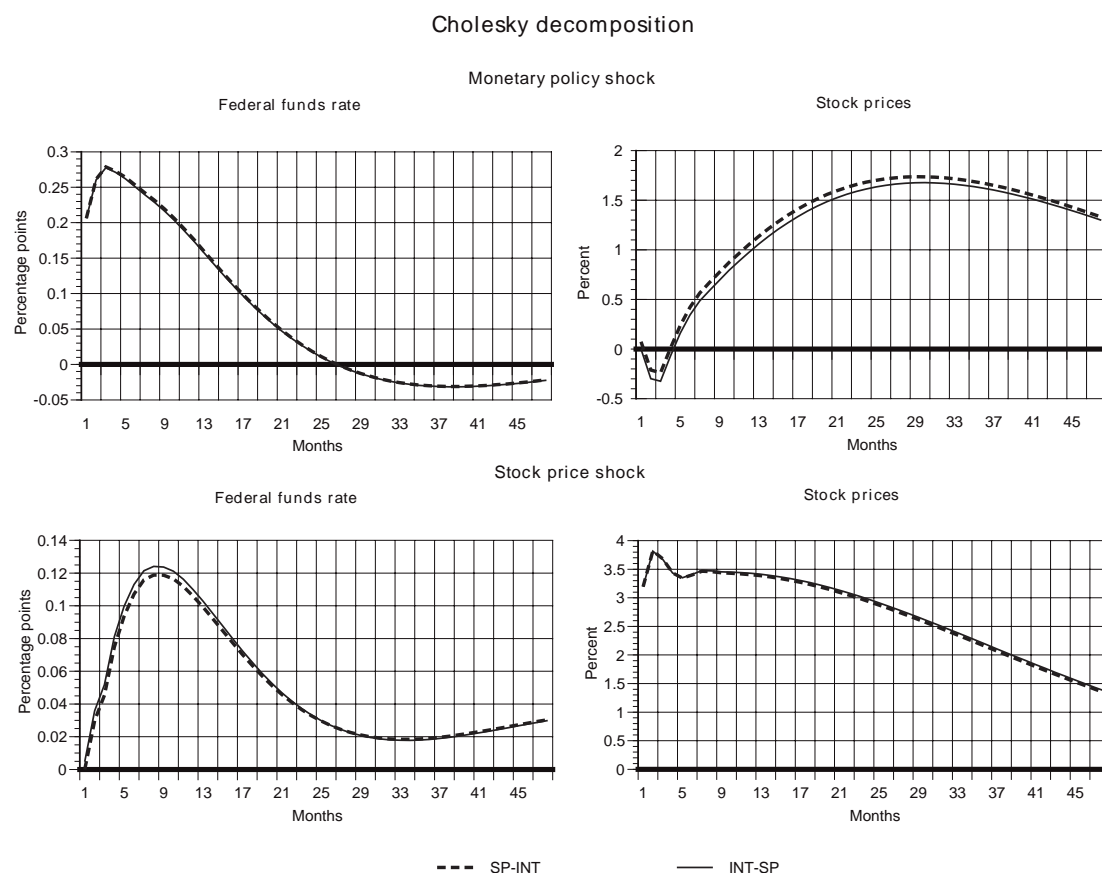 Cholesky decomposition
Monetary policy shock
Federal funds rate
Percentage points
0.3
0.25
0.2
0.15
0.1
0.05
0
-0.05
1 5 9 13 17 21 25 29 33 37 41 45
Months
Stock prices
Percent
2
1.5
1
0.5
0
-0.5
1 5 9 13 17 21 25 29 33 37 41 45
Months
Stock price shock
Federal funds rate
Percentage points
0.14
0.12
0.1
0.08
0.06
0.04
0.02
0
1 5 9 13 17 21 25 29 33 37 41 45
Months
Stock prices
Percent
4
3.5
3
2.5
2
1.5
1
0.5
0
1 5 9 13 17 21 25 29 33 37 41 45
Months
SP-INT INT-SP